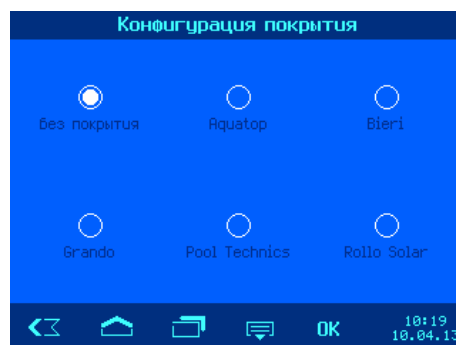 Конфигурация покрытия
без покрытия Aquatop Bieri
Grando Pool Technics Rollo Solar
OK 10:19
10.04.13